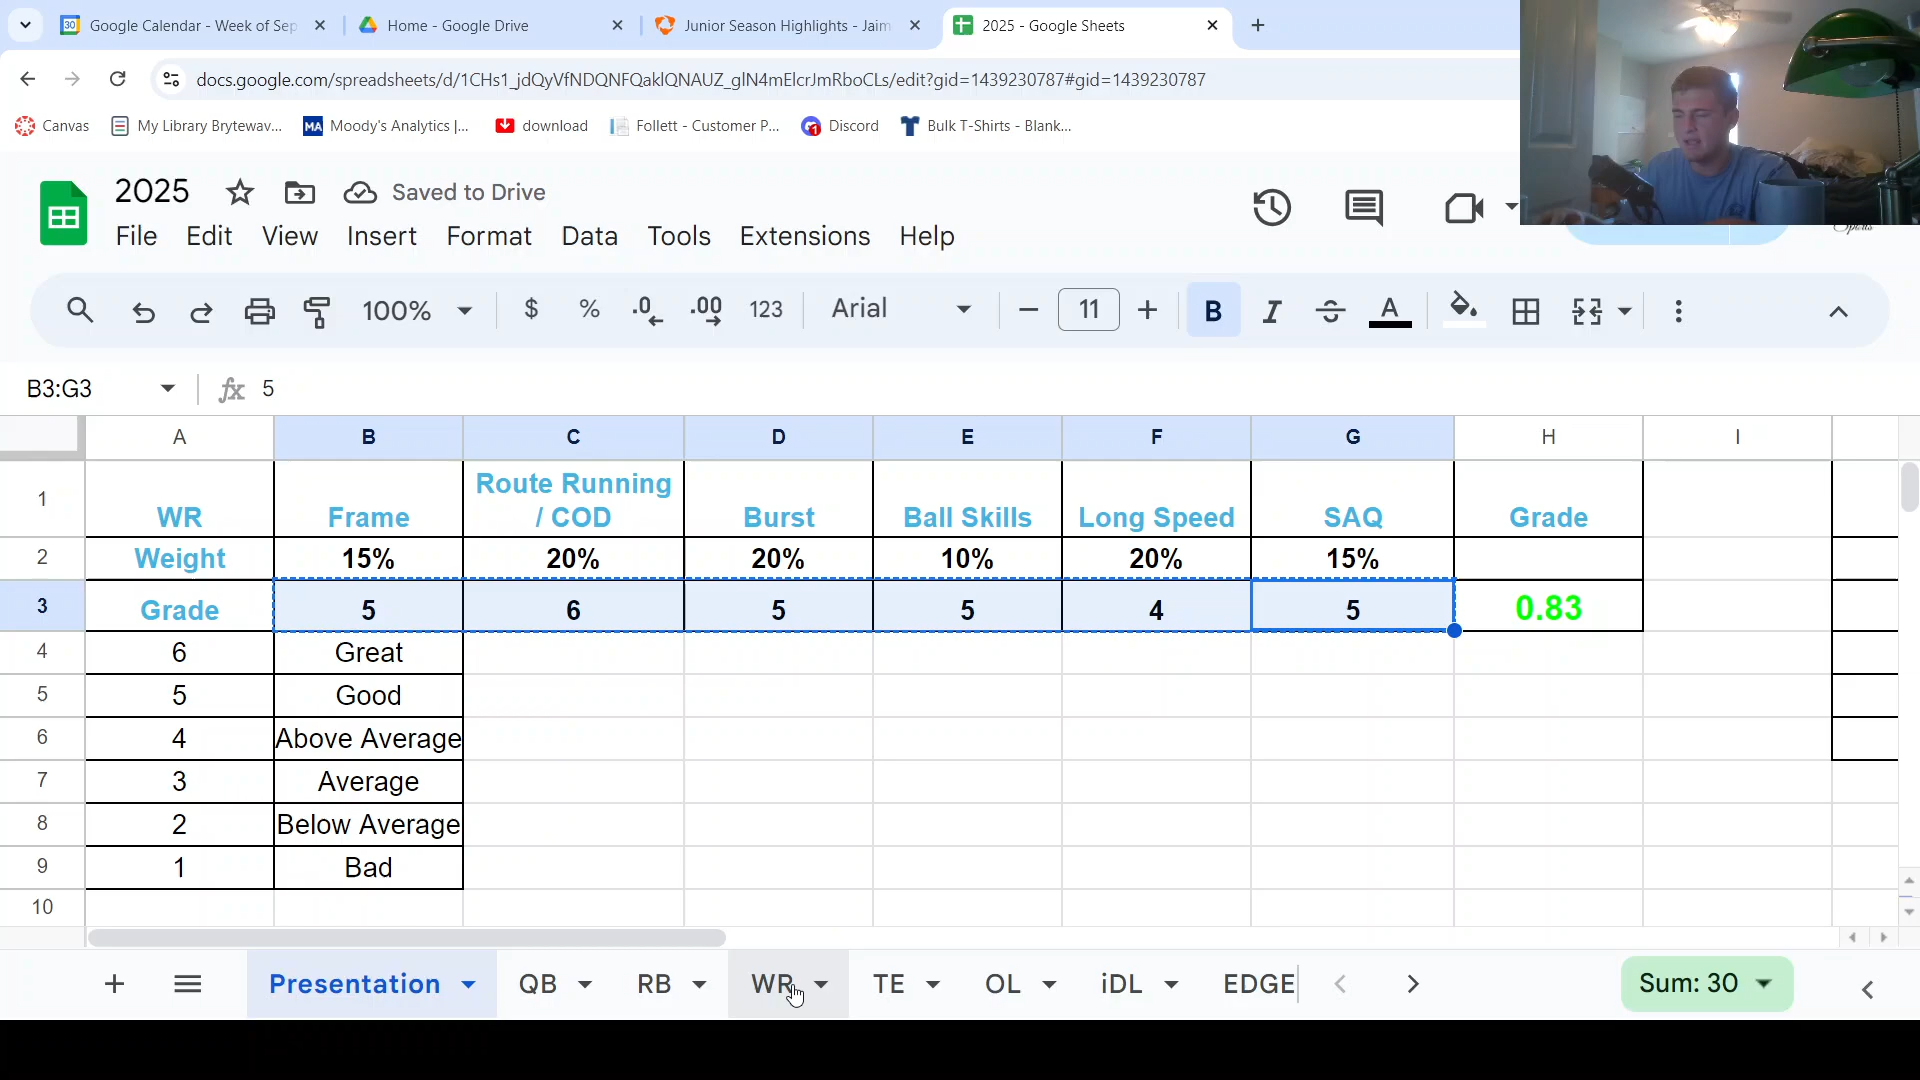 Google Calendar - Week of Sep
Home - Google Drive
Junior Season Highlights - Jaim
2025 - Google Sheets
docs.google.com/spreadsheets/d/1CHs1_jdQyVfNDQNFQaklQNAUZ_glN4mElcrJmRboCLs/edit?gid=1439230787#gid=1439230787
Canvas
My Library Brytewav...
MA
Moody's Analytics |...
download
Follett - Customer P...
1
Discord
Bulk T-Shirts - Blank...
2025
Saved to Drive
File Edit View Insert Format Data Tools Extensions Help
100%
$ % .0 .00 123 Arial 11 B I S A
B3:G3 fx 5
A B C D E F G H I
1 WR Frame Route Running / COD Burst Ball Skills Long Speed SAQ Grade
2 Weight 15% 20% 20% 10% 20% 15%
3 Grade 5 6 5 5 4 5 0.83
4 6 Great
5 5 Good
6 4 Above Average
7 3 Average
8 2 Below Average
9 1 Bad
10
Presentation QB RB WR TE OL iDL EDGE
Sum: 30